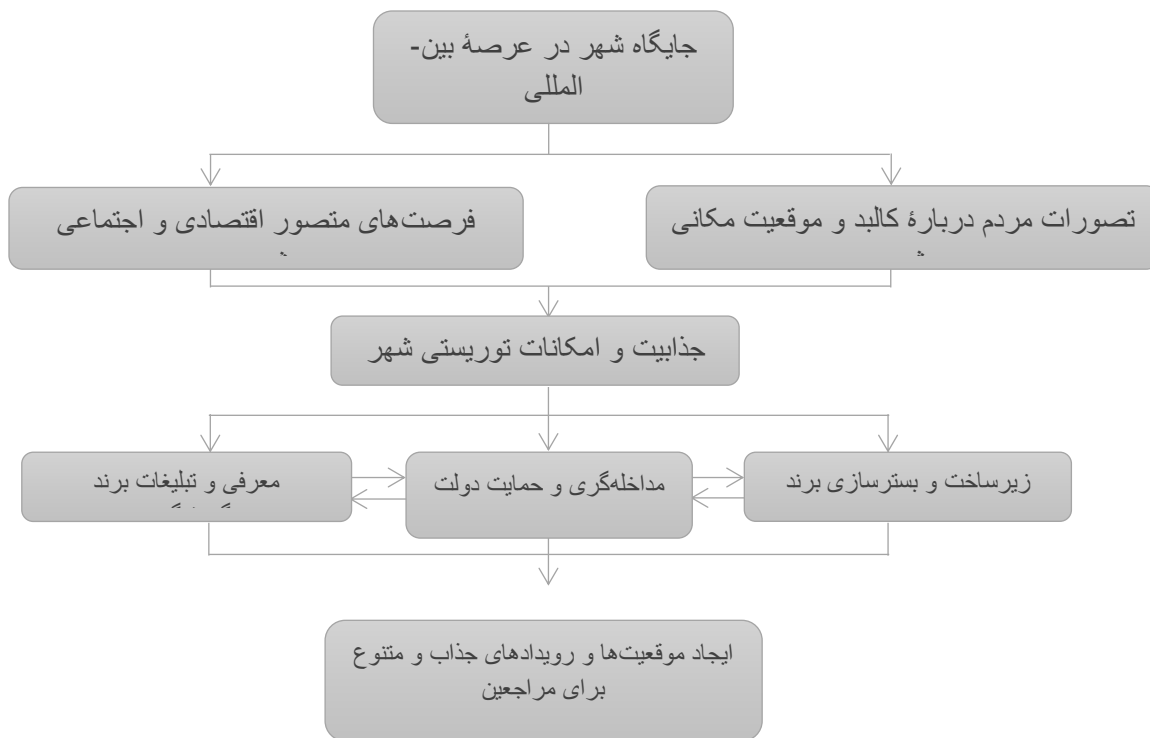 جایگاه شهر در عرصهٔ بین-
المللی
تصورات مردم دربارهٔ کالبد و موقعیت مکانی
فرصت‌های متصور اقتصادی و اجتماعی
جذابیت و امکانات توریستی شهر
زیرساخت و بسترسازی برند
مداخله‌گری و حمایت دولت
معرفی و تبلیغات برند
ایجاد موقعیت‌ها و رویدادهای جذاب و متنوع
برای مراجعین